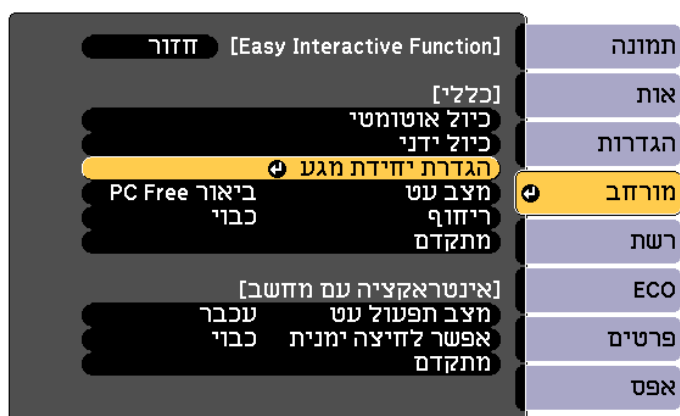 תמונה
אות
הגדרות
מורחב
רשת
ECO
פרטים
אפס
[Easy Interactive Function] חזור
[כללי]
כיול אוטומטי
כיול ידני
הגדרת יחידת מגע
מצב עט ביאור PC Free
ריחוף כבוי
מתקדם
[אינטראקציה עם מחשב]
מצב תפעול עט עכבר
אפשר לחיצה ימנית כבוי
מתקדם